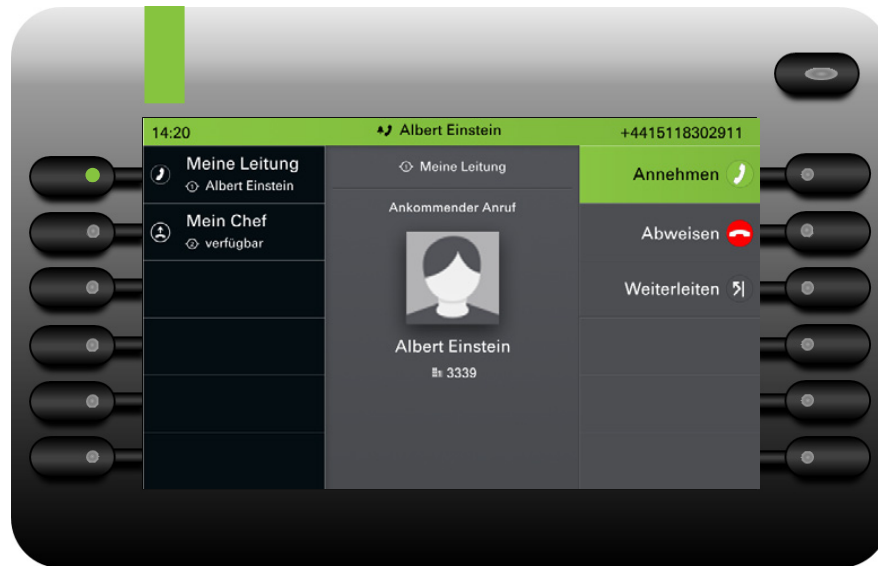 14:20 Albert Einstein +4415118302911
Meine Leitung
Albert Einstein
Mein Chef
verfügbar
Meine Leitung
Ankommender Anruf
Albert Einstein
3339
Annehmen
Abweisen
Weiterleiten